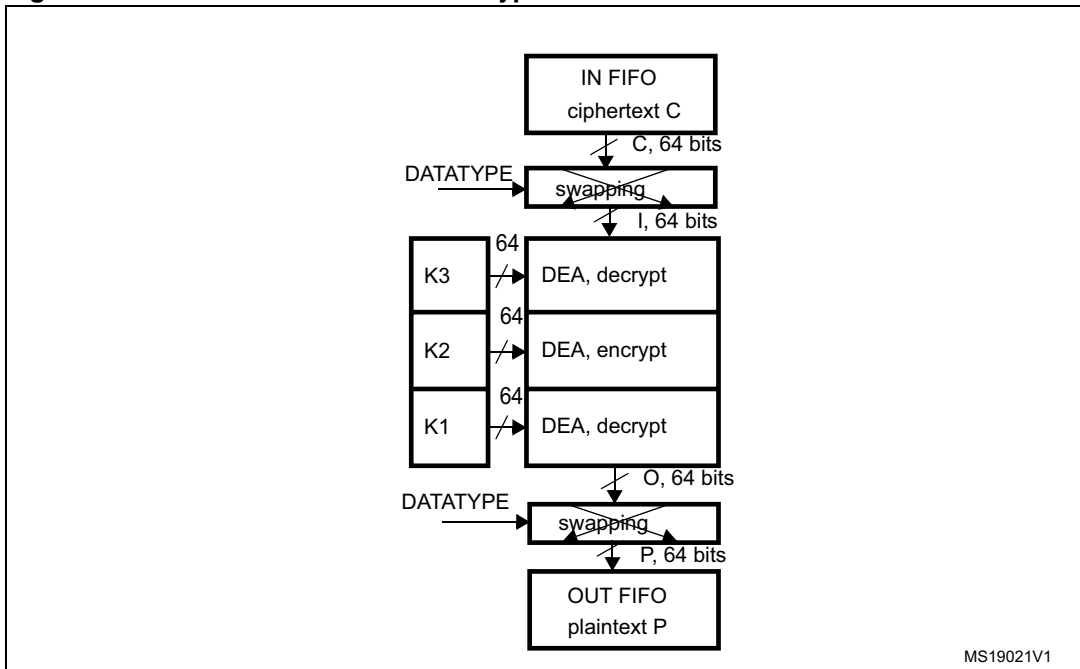 IN FIFO
ciphertext C
C, 64 bits
DATATYPE
swapping
I, 64 bits
64
K3
DEA, decrypt
64
K2
DEA, encrypt
64
K1
DEA, decrypt
O, 64 bits
DATATYPE
swapping
P, 64 bits
OUT FIFO
plaintext P
MS19021V1